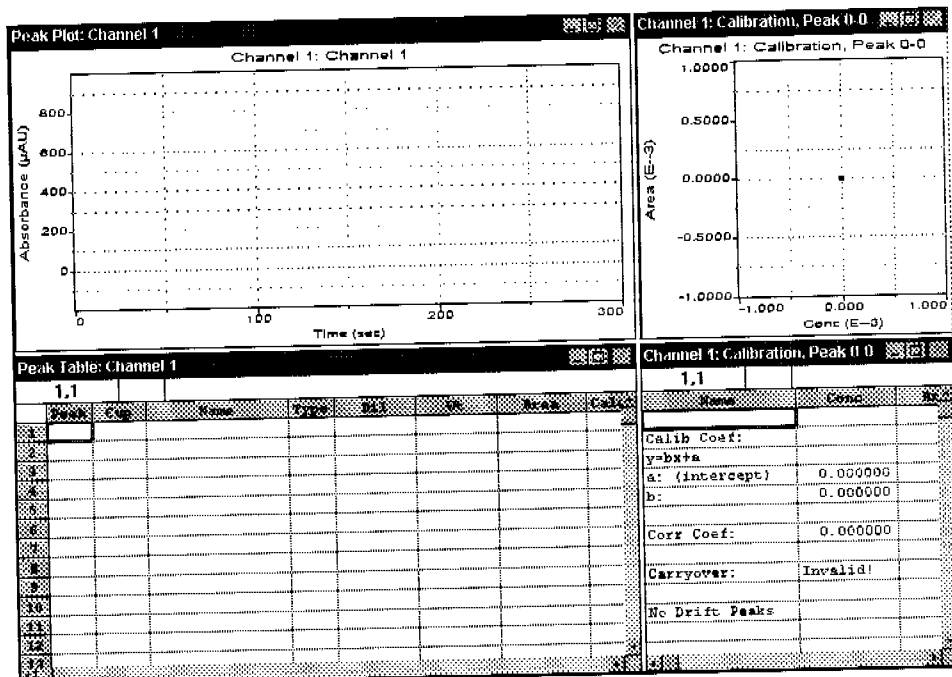 Peak Plot: Channel 1
Channel 1: Channel 1
Absorbance (µAU)
800
600
400
200
0
0 100 200 300
Time (sec)
Channel 1: Calibration, Peak 0-0
Channel 1: Calibration, Peak 0-0
Area (E-3)
1.0000
0.5000
0.0000
-0.5000
-1.0000
-1.000 0.000 1.000
Conc (E-3)
Peak Table: Channel 1
1,1
Peak Cup Name Type Dil Area
1
2
3
4
5
6
7
8
9
10
11
12
Channel 1: Calibration, Peak 0-0
1,1
Name Conc
Calib Coef:
y=bx+a
a: (intercept) 0.000000
b: 0.000000
Corr Coef: 0.000000
Carryover: Invalid!
No Drift Peaks